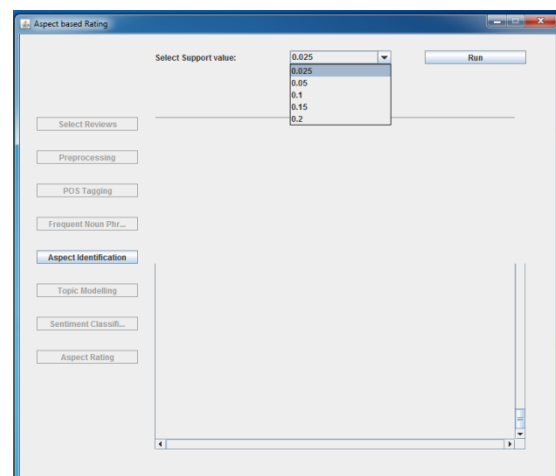 Aspect based Rating
Select Support value:
0.025
Run
0.025
0.05
0.1
0.15
0.2
Select Reviews
Preprocessing
POS Tagging
Frequent Noun Phr...
Aspect Identification
Topic Modelling
Sentiment Classifi...
Aspect Rating